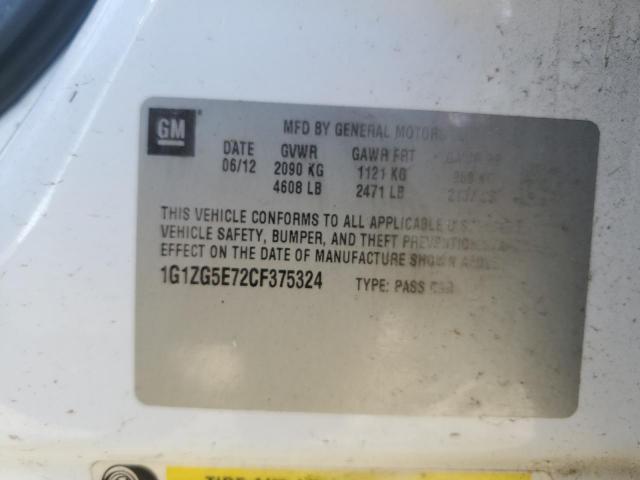 GM
MFD BY GENERAL MOTORS
DATE GVWR GAWR FRT
06/12 2090 KG 1121 KG
4608 LB 2471 LB
THIS VEHICLE CONFORMS TO ALL APPLICABLE
VEHICLE SAFETY, BUMPER, AND THEFT PREVENTION
EFFECT ON THE DATE OF MANUFACTURE SHOWN
1G1ZG5E72CF375324 TYPE: PASS